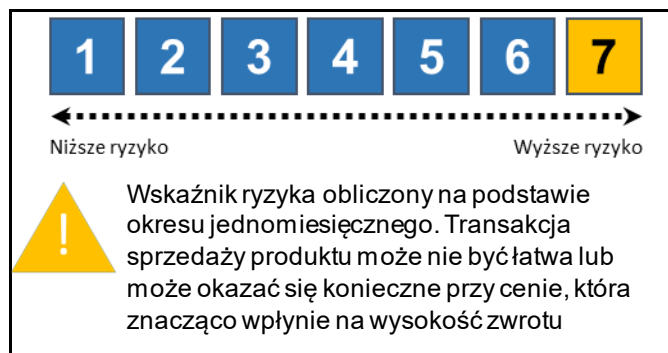 1 2 3 4 5 6 7
Niższe ryzyko Wyższe ryzyko
! Wskaźnik ryzyka obliczony na podstawie
okresu jednomiesięcznego. Transakcja
sprzedaży produktu może nie być łatwa lub
może okazać się konieczne przy cenie, która
znacząco wpłynie na wysokość zwrotu